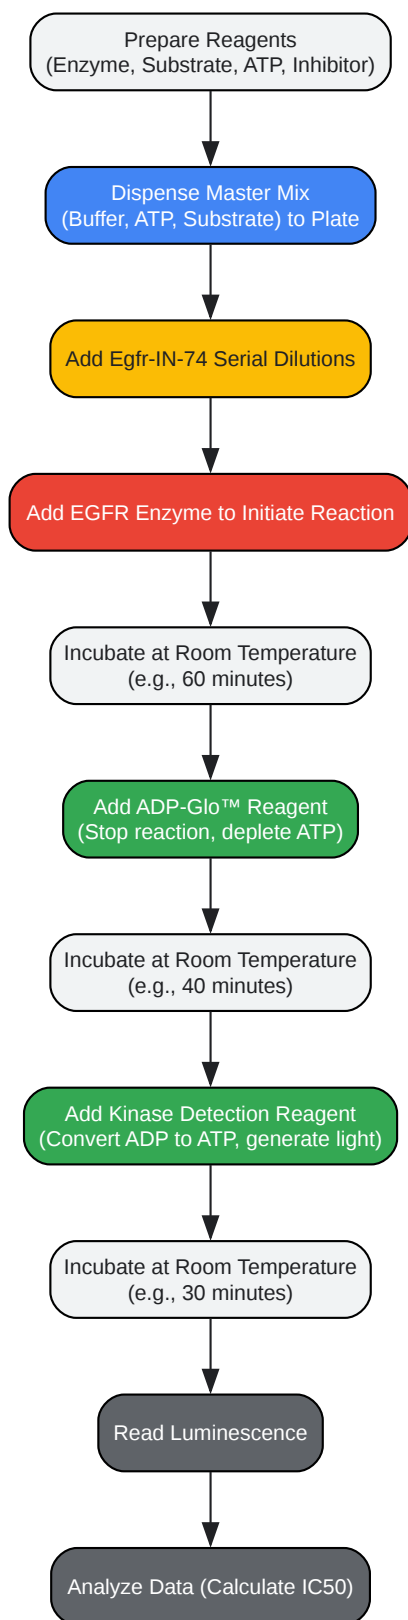 Prepare Reagents
(Enzyme, Substrate, ATP, Inhibitor)
Dispense Master Mix
(Buffer, ATP, Substrate) to Plate
Add Egfr-IN-74 Serial Dilutions
Add EGFR Enzyme to Initiate Reaction
Incubate at Room Temperature
(e.g., 60 minutes)
Add ADP-Glo™ Reagent
(Stop reaction, deplete ATP)
Incubate at Room Temperature
(e.g., 40 minutes)
Add Kinase Detection Reagent
(Convert ADP to ATP, generate light)
Incubate at Room Temperature
(e.g., 30 minutes)
Read Luminescence
Analyze Data (Calculate IC50)